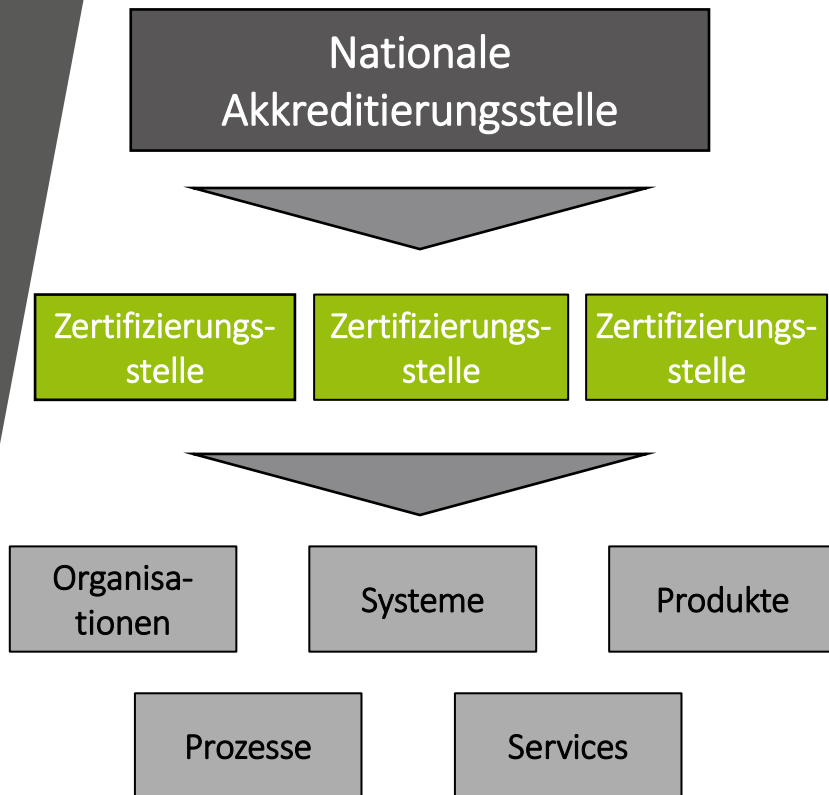 Nationale
Akkreditierungsstelle
Zertifizierungs-
stelle
Zertifizierungs-
stelle
Zertifizierungs-
stelle
Organisa-
tionen
Systeme
Produkte
Prozesse
Services